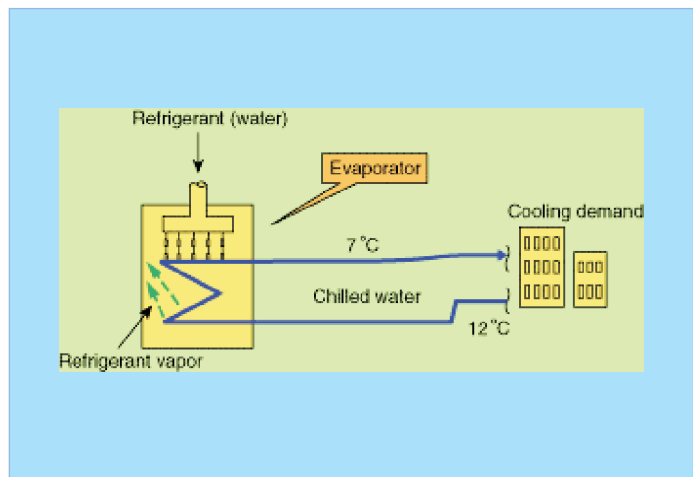 Refrigerant (water)
Evaporator
Cooling demand
7 °C
Chilled water
12 °C
Refrigerant vapor